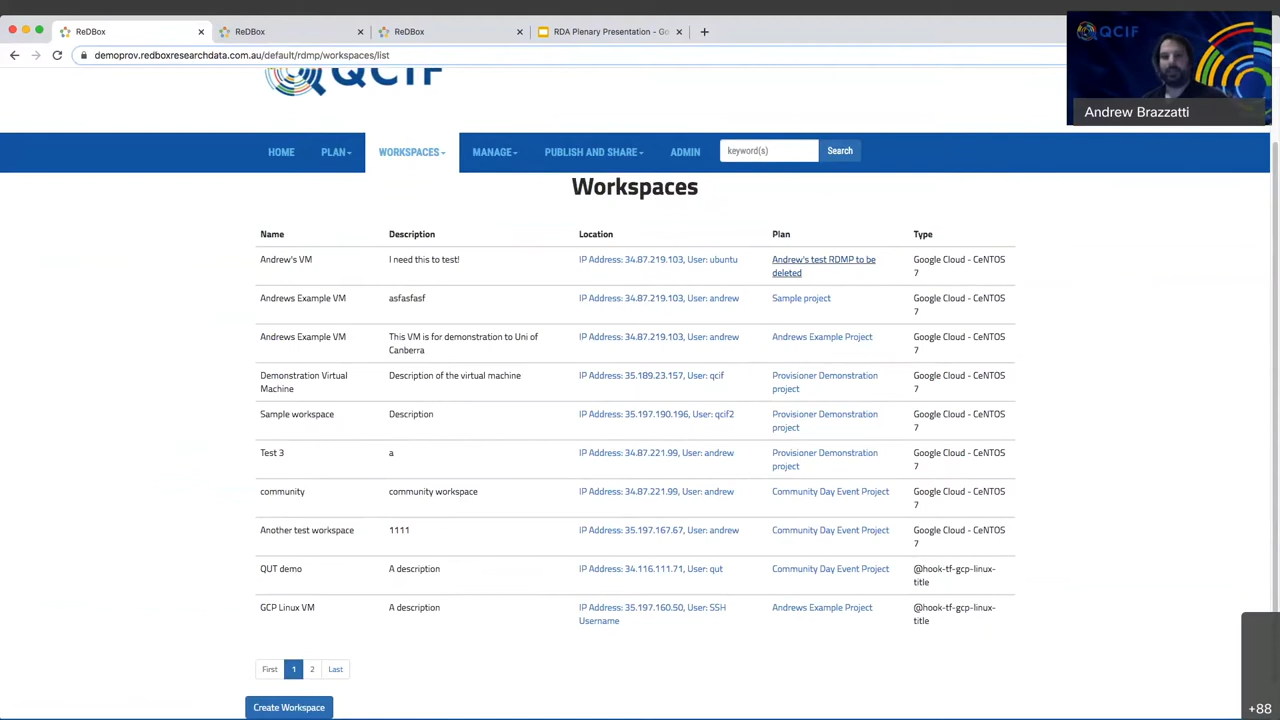 ReDBox
ReDBox
ReDBox
RDA Plenary Presentation - Go
demoprov.redboxresearchdata.com.au/default/rdmp/workspaces/list
QCIF
QCIF
Andrew Brazzatti
HOME PLAN WORKSPACES MANAGE PUBLISH AND SHARE ADMIN keyword(s) Search
Workspaces
Name Description Location Plan Type
Andrew's VM I need this to test! IP Address: 34.87.219.103, User: ubuntu Andrew's test RDMP to be Google Cloud - CeNTOS
deleted 7
Andrews Example VM asfasfasf IP Address: 34.87.219.103, User: andrew Sample project Google Cloud - CeNTOS
7
Andrews Example VM This VM is for demonstration to Uni of IP Address: 34.87.219.103, User: andrew Andrews Example Project Google Cloud - CeNTOS
Canberra 7
Demonstration Virtual Description of the virtual machine IP Address: 35.189.23.157, User: qcif Provisioner Demonstration Google Cloud - CeNTOS
Machine project 7
Sample workspace Description IP Address: 35.197.190.196, User: qcif2 Provisioner Demonstration Google Cloud - CeNTOS
project 7
Test 3 a IP Address: 34.87.221.99, User: andrew Provisioner Demonstration Google Cloud - CeNTOS
project 7
community community workspace IP Address: 34.87.221.99, User: andrew Community Day Event Project Google Cloud - CeNTOS
7
Another test workspace 1111 IP Address: 35.197.167.67, User: andrew Community Day Event Project Google Cloud - CeNTOS
7
QUT demo A description IP Address: 34.116.111.71, User: qut Community Day Event Project @hook-tf-gcp-linux-
title
GCP Linux VM A description IP Address: 35.197.160.50, User: SSH Andrews Example Project @hook-tf-gcp-linux-
Username title
First 1 2 Last
Create Workspace
+88